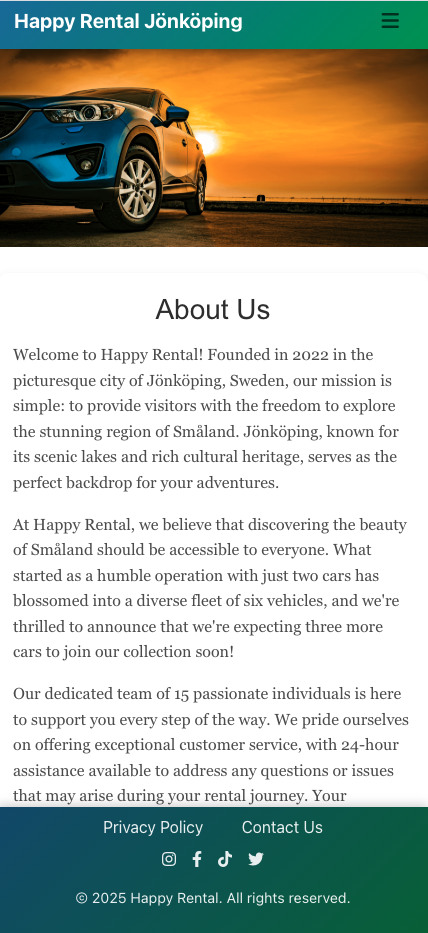 Happy Rental Jönköping
About Us
Welcome to Happy Rental! Founded in 2022 in the
picturesque city of Jönköping, Sweden, our mission is
simple: to provide visitors with the freedom to explore
the stunning region of Småland. Jönköping, known for
its scenic lakes and rich cultural heritage, serves as the
perfect backdrop for your adventures.
At Happy Rental, we believe that discovering the beauty
of Småland should be accessible to everyone. What
started as a humble operation with just two cars has
blossomed into a diverse fleet of six vehicles, and we're
thrilled to announce that we're expecting three more
cars to join our collection soon!
Our dedicated team of 15 passionate individuals is here
to support you every step of the way. We pride ourselves
on offering exceptional customer service, with 24-hour
assistance available to address any questions or issues
that may arise during your rental journey. Your
Privacy Policy Contact Us
© 2025 Happy Rental. All rights reserved.